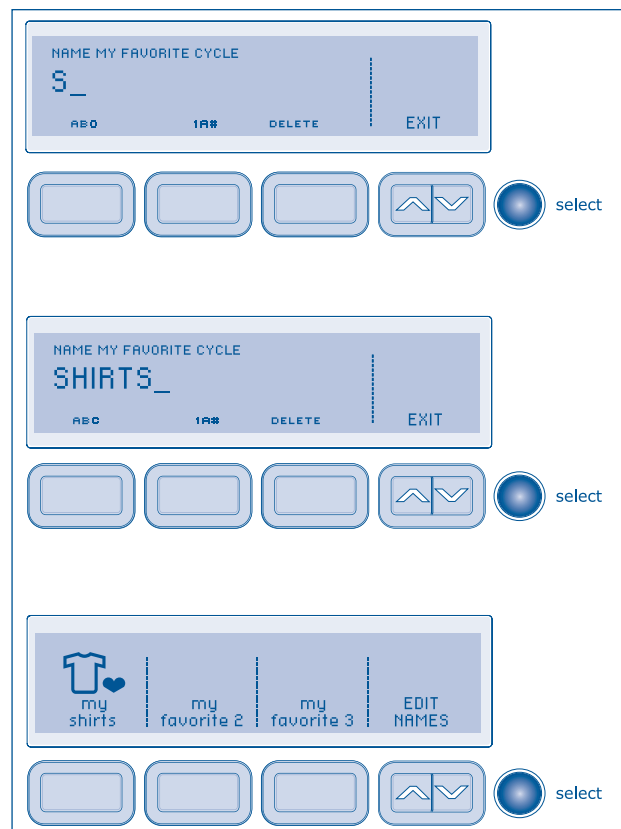 NAME MY FAVORITE CYCLE
S_
ABO 1A# DELETE EXIT
select
NAME MY FAVORITE CYCLE
SHIRTS_
ABC 1A# DELETE EXIT
select
my my my EDIT
shirts favorite 2 favorite 3 NAMES
select